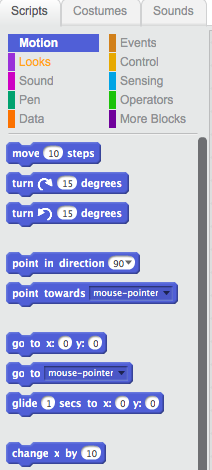 Scripts Costumes Sounds
Motion Events
Looks Control
Sound Sensing
Pen Operators
Data More Blocks
move 10 steps
turn 15 degrees
turn 15 degrees
point in direction 90
point towards mouse-pointer
go to x: 0 y: 0
go to mouse-pointer
glide 1 secs to x: 0 y: 0
change x by 10